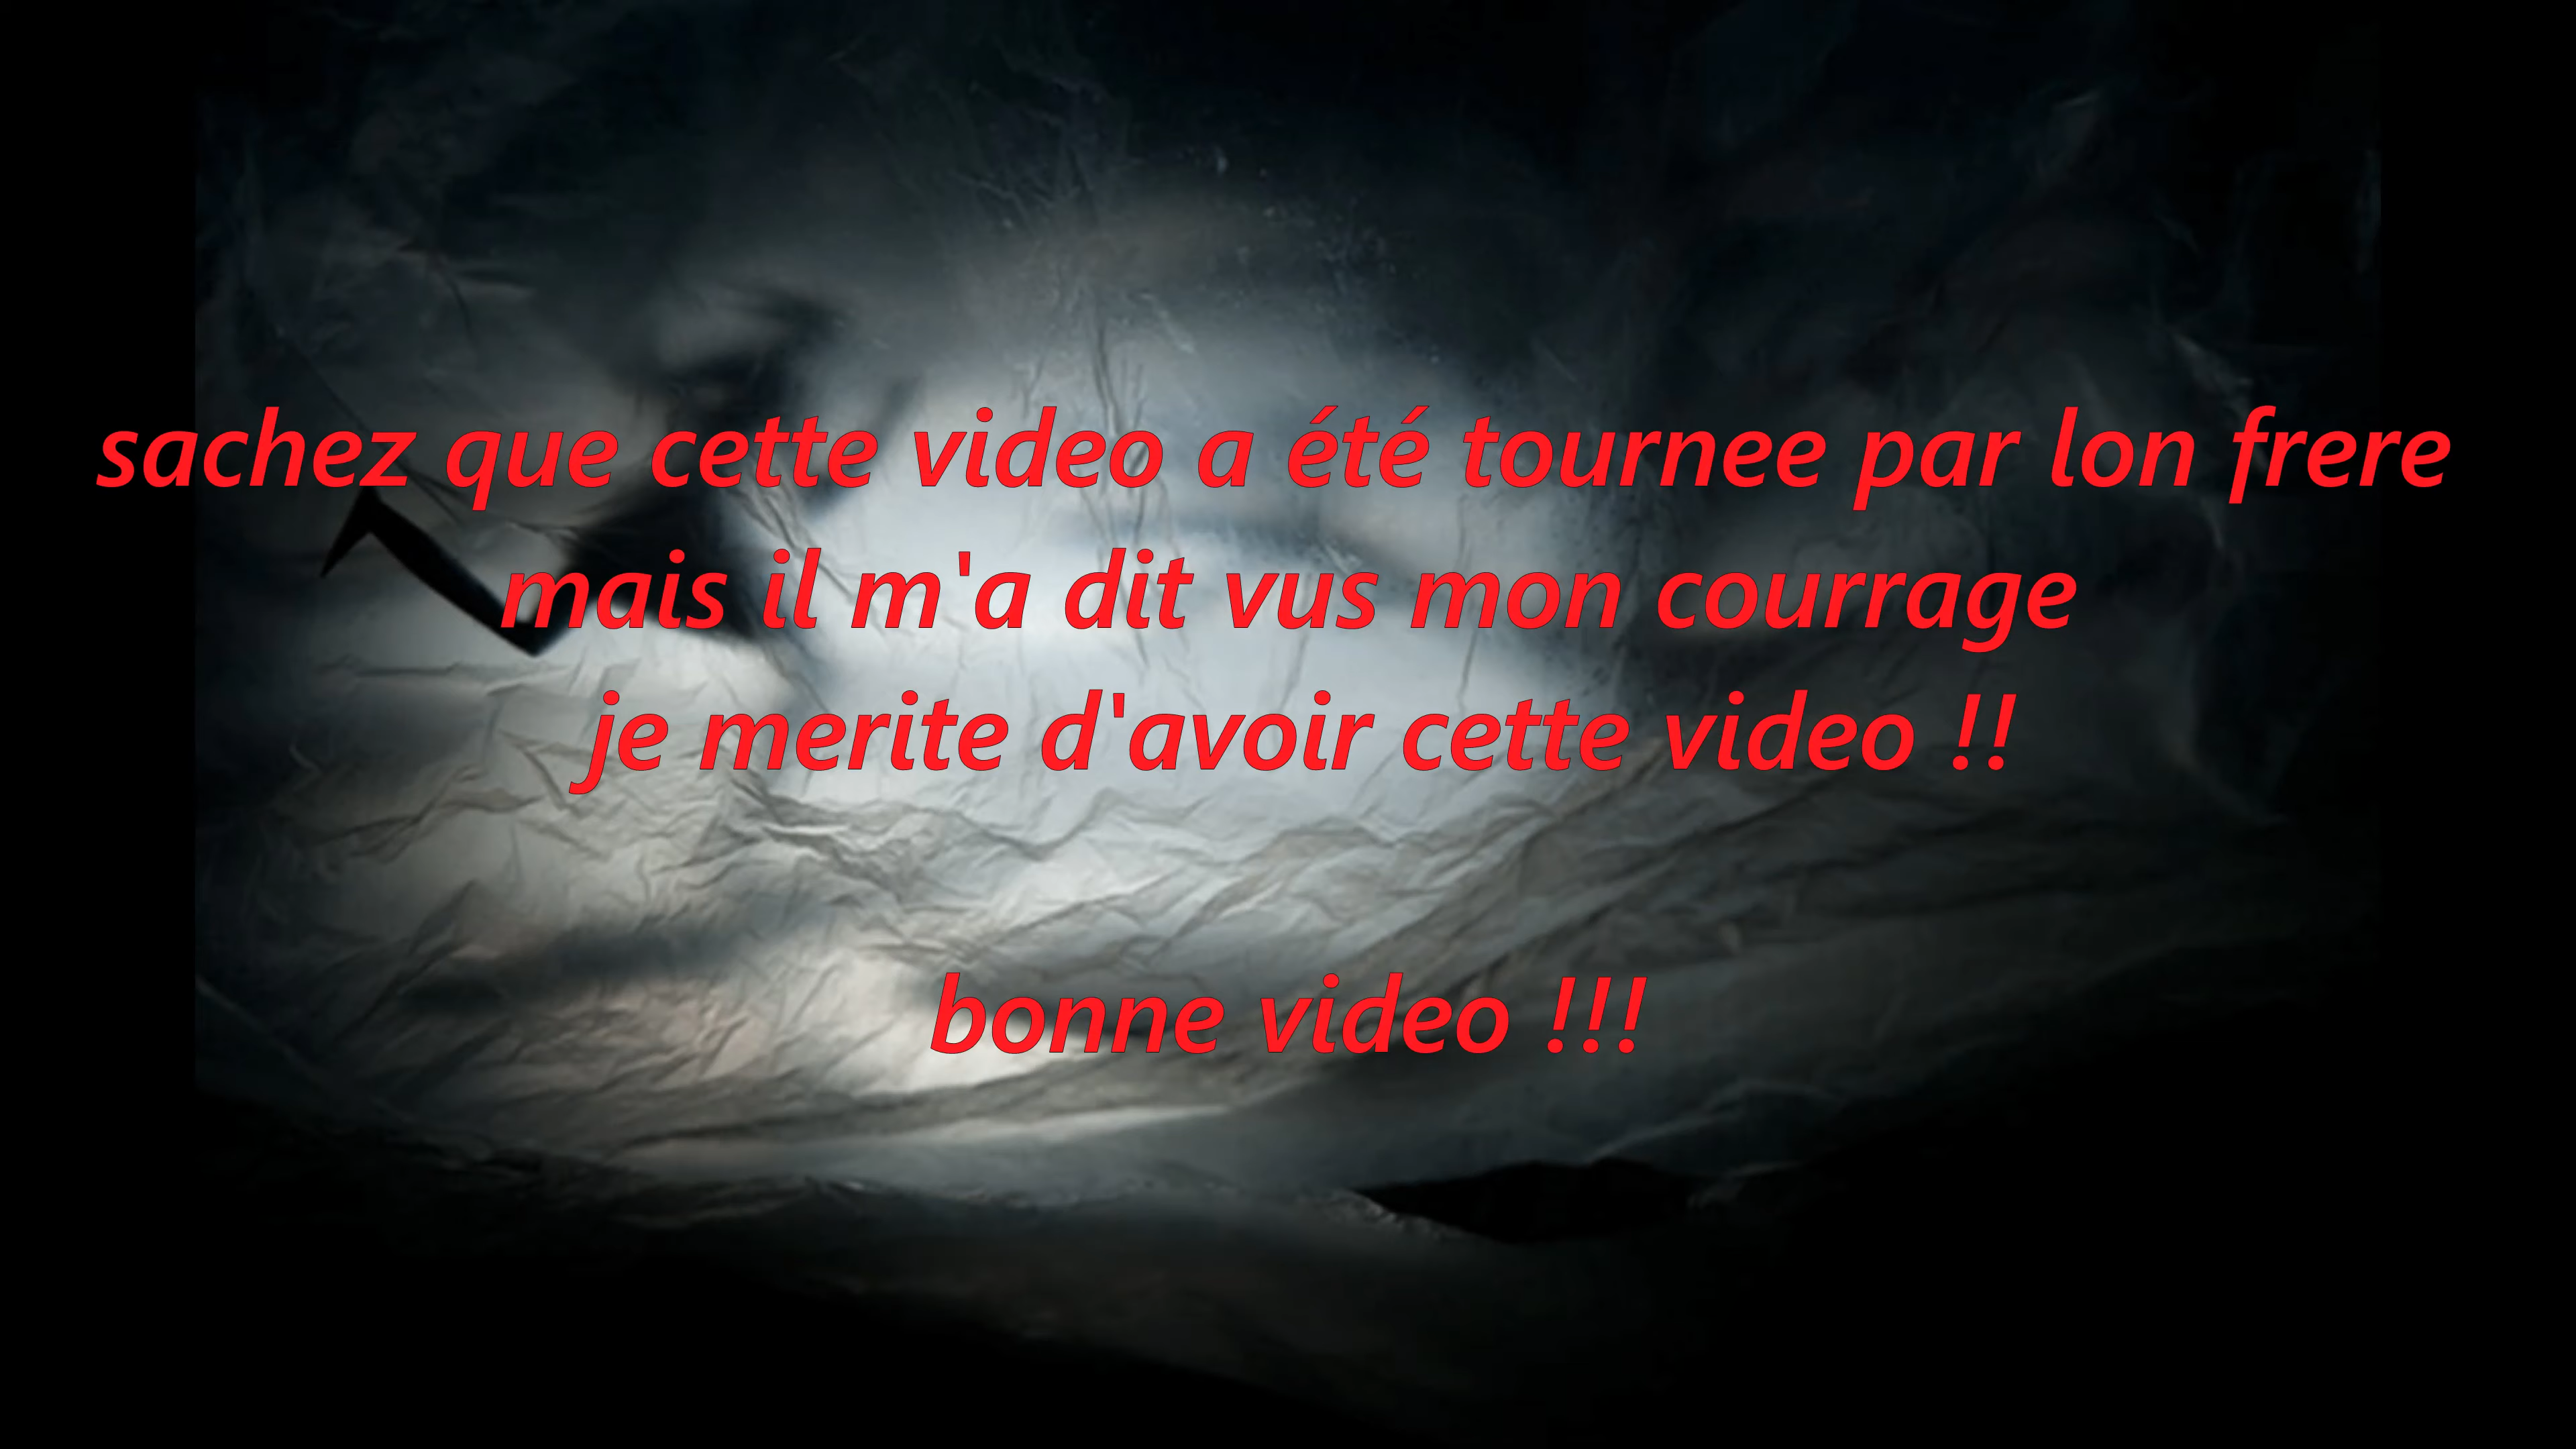 sachez que cette video a été tournee par lon frere
mais il m'a dit vus mon courrage
je merite d'avoir cette video !!
bonne video !!!